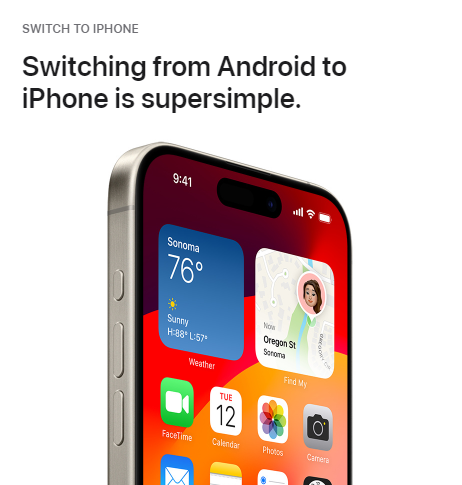 SWITCH TO IPHONE
Switching from Android to
iPhone is supersimple.
9:41
Sonoma
76°
Sunny
H:88° L:57°
Weather
Now
Oregon St
Sonoma
Find My
TUE
12
FaceTime
Calendar
Photos
Camera